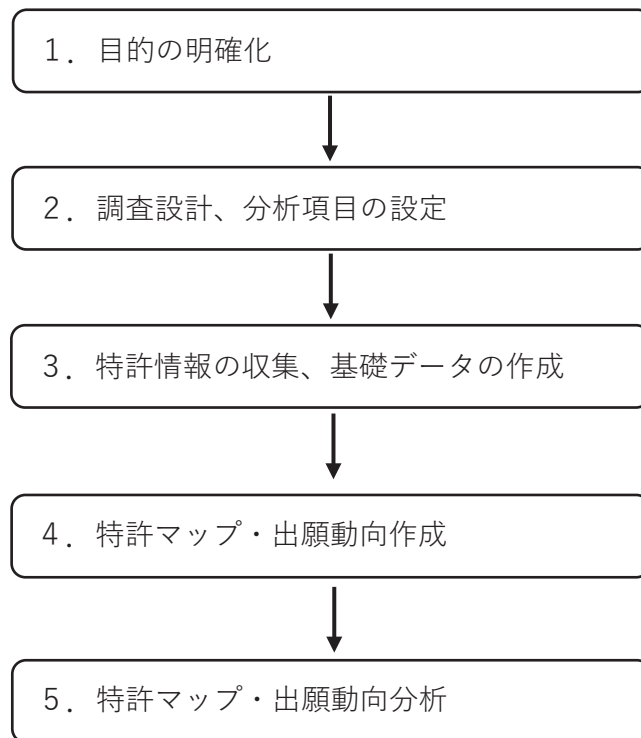 1．目的の明確化
2．調査設計、分析項目の設定
3．特許情報の収集、基礎データの作成
4．特許マップ・出願動向作成
5．特許マップ・出願動向分析